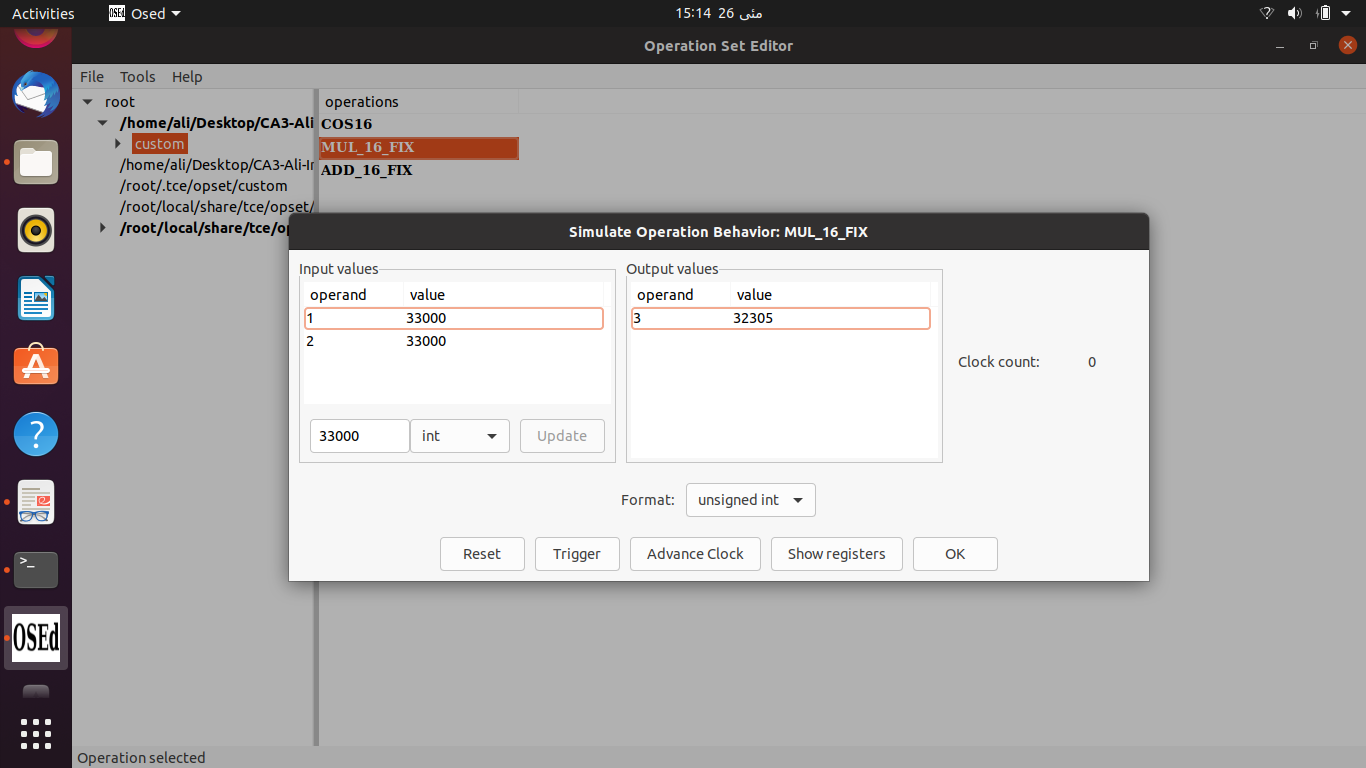 Activities
OSEd Osed
15:14 26 مئی
Operation Set Editor
File Tools Help
root
/home/ali/Desktop/CA3-Ali
custom
/home/ali/Desktop/CA3-Ali-Ir
/root/.tce/opset/custom
/root/local/share/tce/opset/
/root/local/share/tce/op
operations
COS16
MUL_16_FIX
ADD_16_FIX
Simulate Operation Behavior: MUL_16_FIX
Input values
operand value
1 33000
2 33000
33000 int Update
Output values
operand value
3 32305
Clock count: 0
Format: unsigned int
Reset Trigger Advance Clock Show registers OK
>_
OSEd
Operation selected